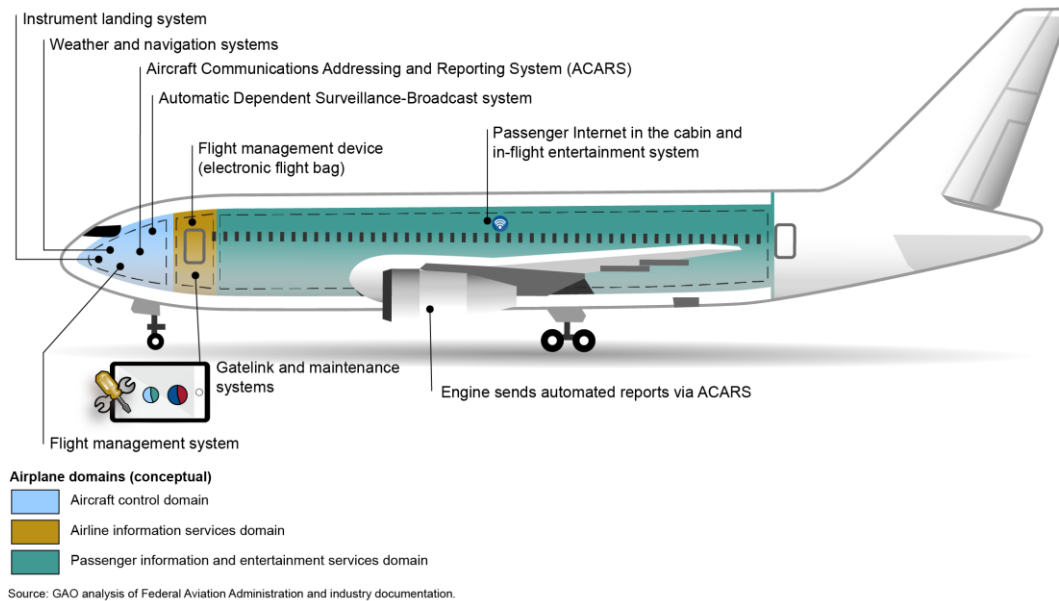 Instrument landing system
Weather and navigation systems
Aircraft Communications Addressing and Reporting System (ACARS)
Automatic Dependent Surveillance-Broadcast system
Flight management device
(electronic flight bag)
Passenger Internet in the cabin and
in-flight entertainment system
Gatelink and maintenance
systems
Engine sends automated reports via ACARS
Flight management system
Airplane domains (conceptual)
Aircraft control domain
Airline information services domain
Passenger information and entertainment services domain
Source: GAO analysis of Federal Aviation Administration and industry documentation.